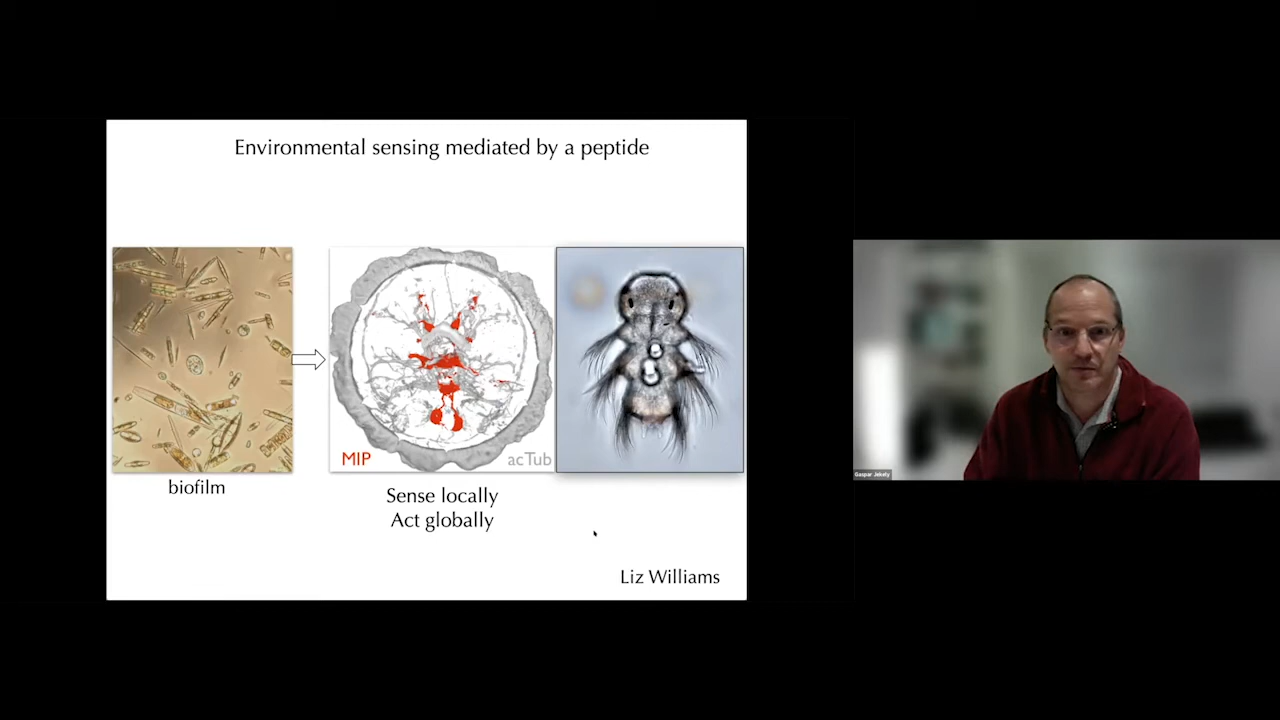 Environmental sensing mediated by a peptide
MIP
acTub
biofilm
Sense locally
Act globally
Liz Williams
Gaspar Jekely